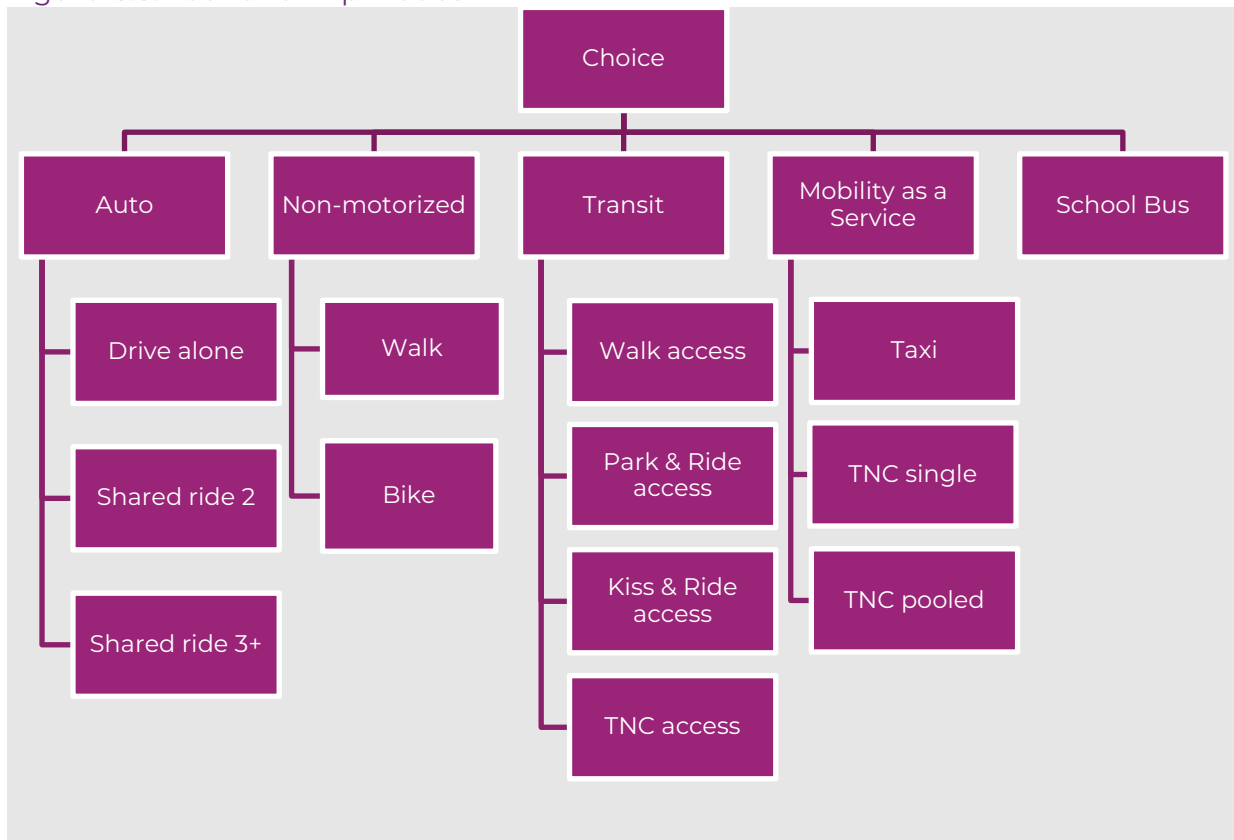 Choice
Auto
Non-motorized
Transit
Mobility as a
Service
School Bus
Drive alone
Shared ride 2
Shared ride 3+
Walk
Bike
Walk access
Park & Ride
access
Kiss & Ride
access
TNC access
Taxi
TNC single
TNC pooled